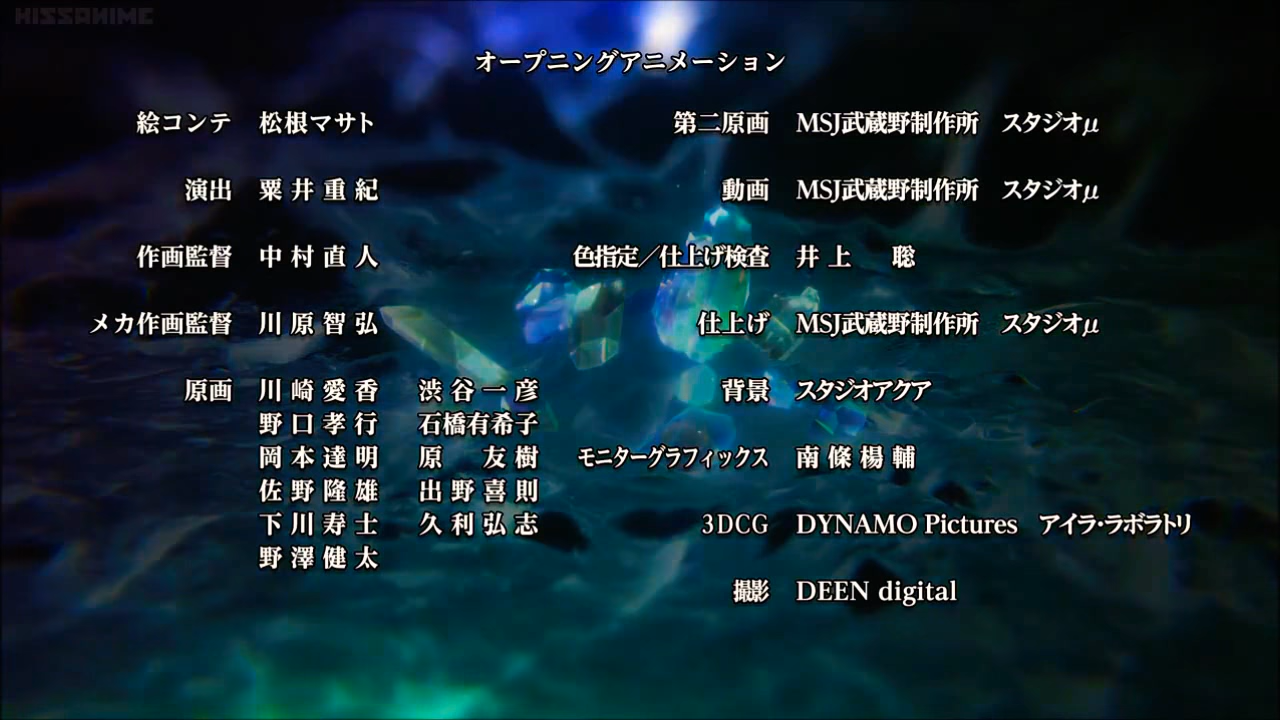 KISSANIME
オープニングアニメーション
絵コンテ 松根マサト
演出 粟井重紀
作画監督 中村直人
メカ作画監督 川原智弘
原画 川崎愛香 渋谷一彦
野口孝行 石橋有希子
岡本達明 原 友樹
佐野隆雄 出野喜則
下川寿士 久利弘志
野澤健太
第二原画 MSJ武蔵野制作所 スタジオμ
動画 MSJ武蔵野制作所 スタジオμ
色指定／仕上げ検査 井上 聡
仕上げ MSJ武蔵野制作所 スタジオμ
背景 スタジオアクア
モニターグラフィックス 南條楊輔
3DCG DYNAMO Pictures アイラ・ラボラトリ
撮影 DEEN digital